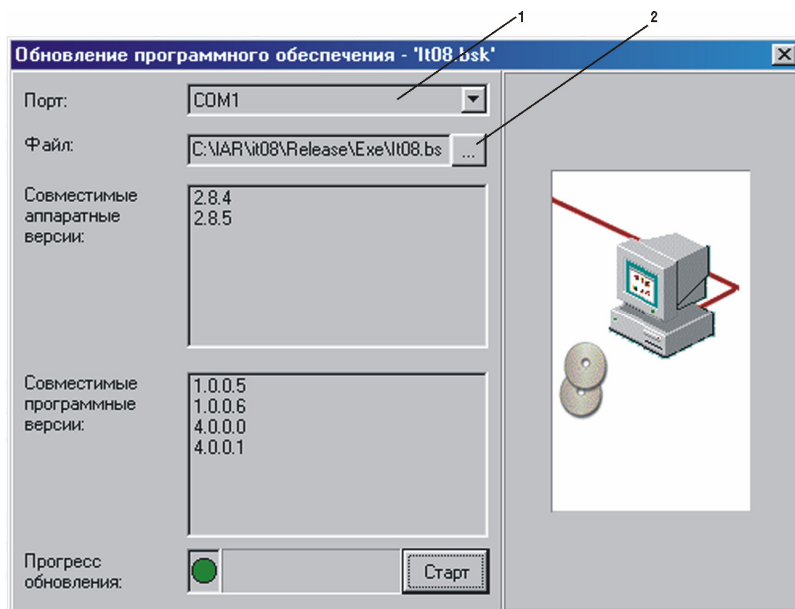 1
2
Обновление программного обеспечения - 'It08.bsk'
Порт:
COM1
Файл:
C:\IAR\it08\Release\Exe\It08.bs
...
Совместимые
аппаратные
версии:
2.8.4
2.8.5
Совместимые
программные
версии:
1.0.0.5
1.0.0.6
4.0.0.0
4.0.0.1
Прогресс
обновления:
Старт